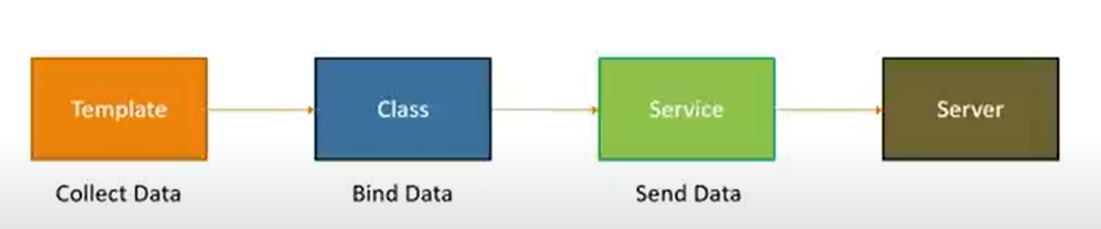 Template
Class
Service
Server
Collect Data
Bind Data
Send Data